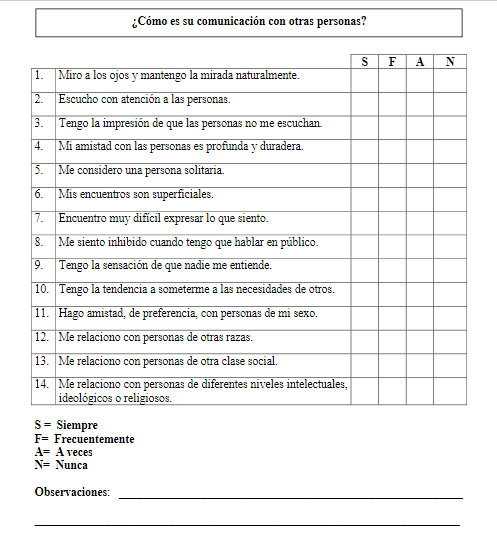 ¿Cómo es su comunicación con otras personas?
S F A N
1. Miro a los ojos y mantengo la mirada naturalmente.
2. Escucho con atención a las personas.
3. Tengo la impresión de que las personas no me escuchan.
4. Mi amistad con las personas es profunda y duradera.
5. Me considero una persona solitaria.
6. Mis encuentros son superficiales.
7. Encuentro muy difícil expresar lo que siento.
8. Me siento inhibido cuando tengo que hablar en público.
9. Tengo la sensación de que nadie me entiende.
10. Tengo la tendencia a someterme a las necesidades de otros.
11. Hago amistad, de preferencia, con personas de mi sexo.
12. Me relaciono con personas de otras razas.
13. Me relaciono con personas de otra clase social.
14. Me relaciono con personas de diferentes niveles intelectuales,
ideológicos o religiosos.
S = Siempre
F= Frecuentemente
A= A veces
N= Nunca
Observaciones: